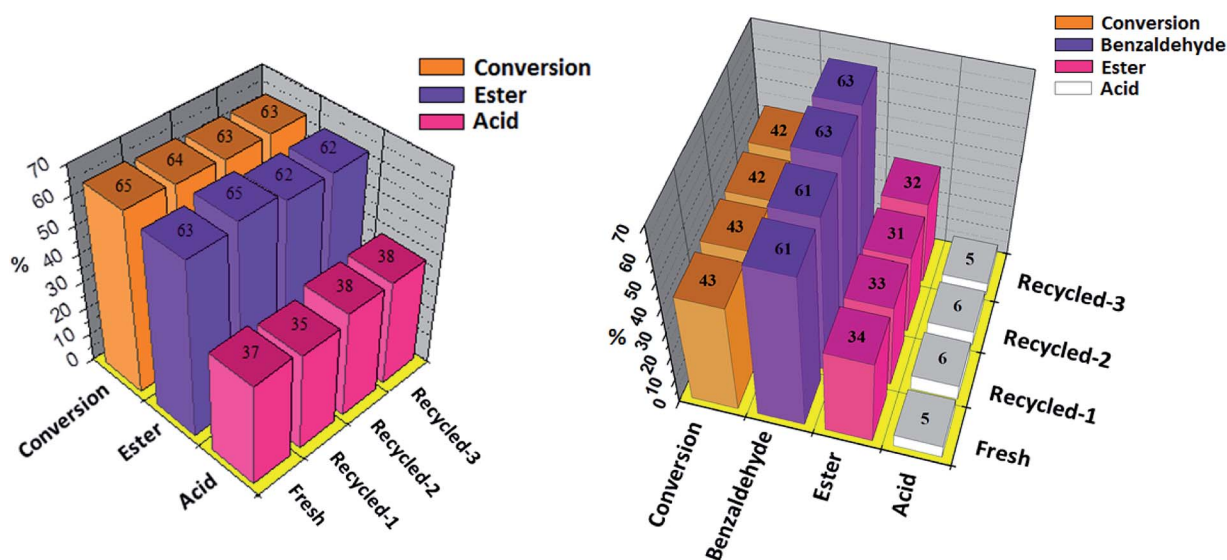 Conversion
Ester
Acid
63
63
64
65
62
62
65
63
38
38
35
37
70
60
50
40
30
20
10
0
%
Conversion
Ester
Acid
Fresh
Recycled-1
Recycled-2
Recycled-3
Conversion
Benzaldehyde
Ester
Acid
42
42
43
43
63
63
61
61
32
31
33
34
5
6
6
5
70
60
50
40
30
20
10
0
%
Conversion
Benzaldehyde
Ester
Acid
Recycled-3
Recycled-2
Recycled-1
Fresh